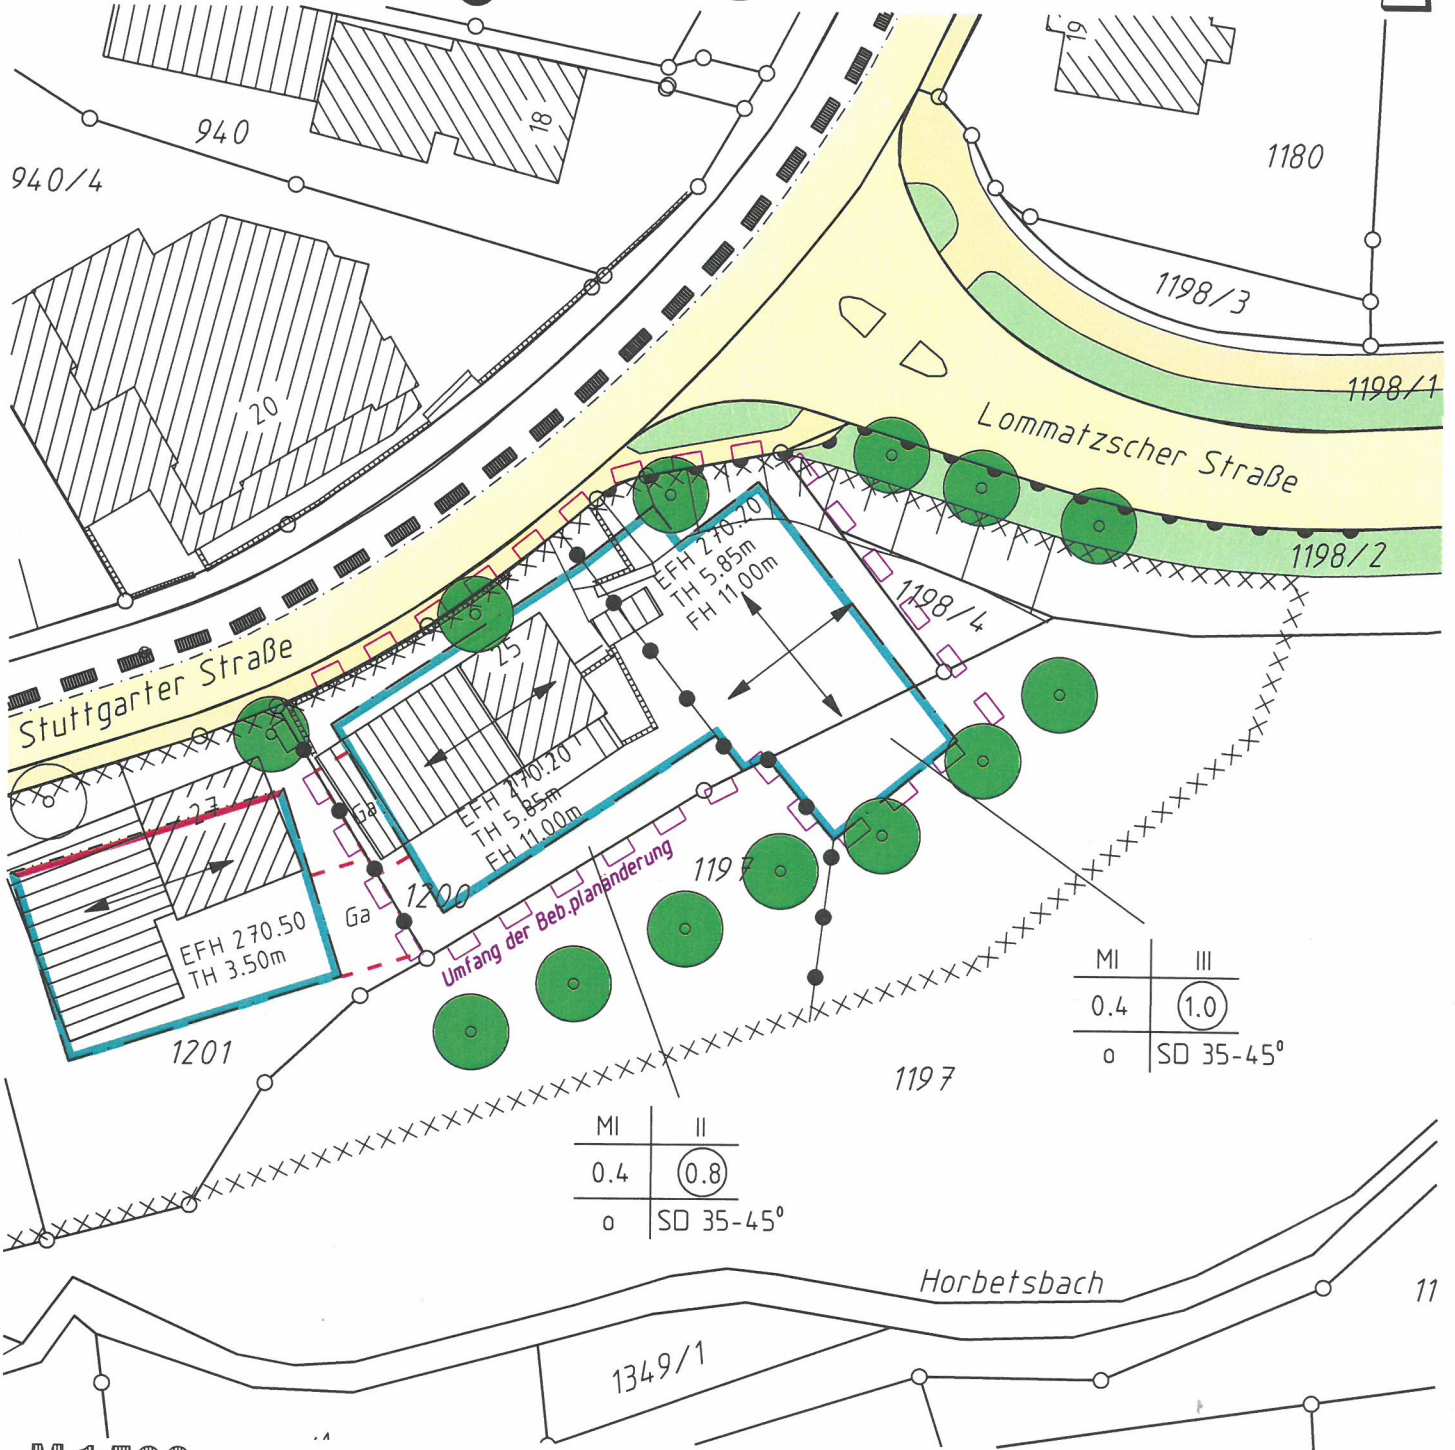 19
18
940
1180
940/4
1198/3
20
1198/1
Lommatzscher Straße
EFH 270.20
TH 5.85m
FH 11.00m
1198/2
1198/4
25
Stuttgarter Straße
EFH 270.20
TH 5.85m
FH 11.00m
27
Ga
1197
1200
Ga
Umfang der Beb.planänderung
EFH 270.50
TH 3.50m
MI III
0.4 1.0
o SD 35-45°
1201
1197
MI II
0.4 0.8
o SD 35-45°
Horbetsbach
11
1349/1